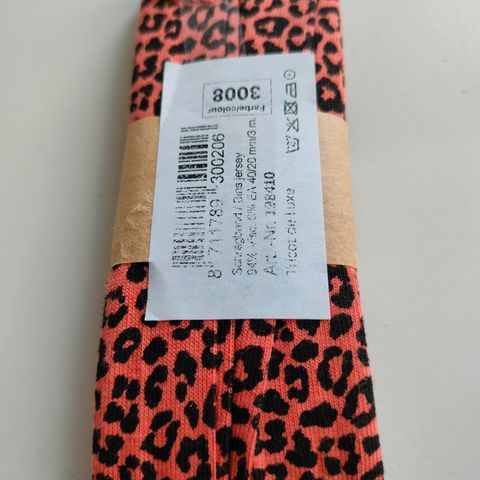 Farbe/colour
3008
8 711789 300206
Schrägband / Bias jersey
94% Visc. 6% EA 40/20 mm/3 m.
Art.-Nr. 198410
Tricot de Luxe